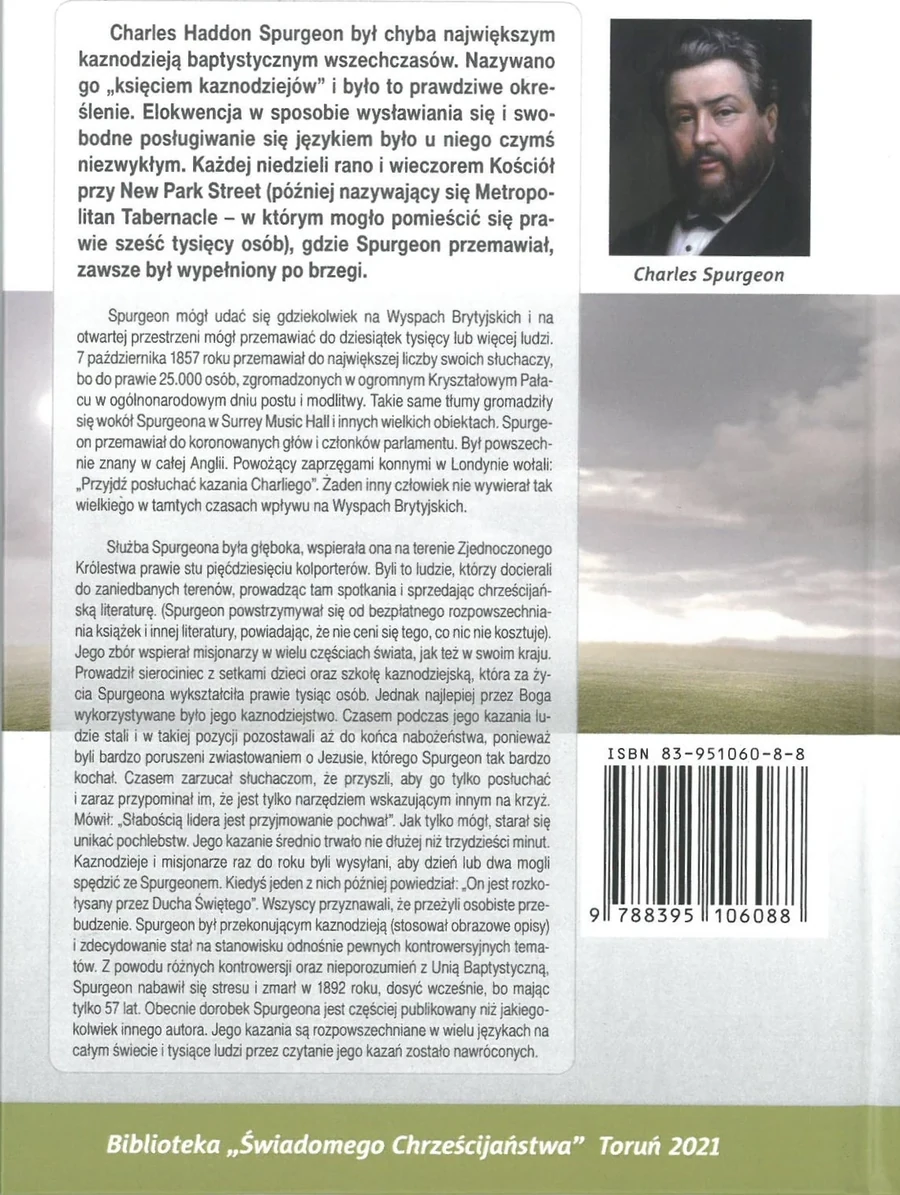 Charles Haddon Spurgeon był chyba największym
kaznodzieją baptystycznym wszechczasów. Nazywano
go „księciem kaznodziejów” i było to prawdziwe okre-
ślenie. Elokwencja w sposobie wysławiania się i swo-
bodne posługiwanie się językiem było u niego czymś
niezwykłym. Każdej niedzieli rano i wieczorem Kościół
przy New Park Street (później nazywający się Metropo-
litan Tabernacle – w którym mogło pomieścić się pra-
wie sześć tysięcy osób), gdzie Spurgeon przemawiał,
zawsze był wypełniony po brzegi.
Charles Spurgeon
Spurgeon mógł udać się gdziekolwiek na Wyspach Brytyjskich i na
otwartej przestrzeni mógł przemawiać do dziesiątek tysięcy lub więcej ludzi.
7 października 1857 roku przemawiał do największej liczby swoich słuchaczy,
bo do prawie 25.000 osób, zgromadzonych w ogromnym Kryształowym Pała-
cu w ogólnonarodowym dniu postu i modlitwy. Takie same tłumy gromadziły
się wokół Spurgeona w Surrey Music Hall i innych wielkich obiektach. Spurge-
on przemawiał do koronowanych głów i członków parlamentu. Był powszech-
nie znany w całej Anglii. Powożący zaprzęgami konnymi w Londynie wołali:
„Przyjdź posłuchać kazania Charliego”. Żaden inny człowiek nie wywierał tak
wielkiego w tamtych czasach wpływu na Wyspach Brytyjskich.
Służba Spurgeona była głęboka, wspierała ona na terenie Zjednoczonego
Królestwa prawie stu pięćdziesięciu kolporterów. Byli to ludzie, którzy docierali
do zaniedbanych terenów, prowadząc tam spotkania i sprzedając chrześcijań-
ską literaturę. (Spurgeon powstrzymywał się od bezpłatnego rozpowszechnia-
nia książek i innej literatury, powiadając, że nie ceni się tego, co nic nie kosztuje).
Jego zbór wspierał misjonarzy w wielu częściach świata, jak też w swoim kraju.
Prowadził sierociniec z setkami dzieci oraz szkołę kaznodziejską, która za ży-
cia Spurgeona wykształciła prawie tysiąc osób. Jednak najlepiej przez Boga
wykorzystywane było jego kaznodziejstwo. Czasem podczas jego kazania lu-
dzie stali i w takiej pozycji pozostawali aż do końca nabożeństwa, ponieważ
byli bardzo poruszeni zwiastowaniem o Jezusie, którego Spurgeon tak bardzo
kochał. Czasem zarzucał słuchaczom, że przyszli, aby go tylko posłuchać
i zaraz przypominał im, że jest tylko narzędziem wskazującym innym na krzyż.
Mówił: „Słabością lidera jest przyjmowanie pochwał”. Jak tylko mógł, starał się
unikać pochlebstw. Jego kazanie średnio trwało nie dłużej niż trzydzieści minut.
Kaznodzieje i misjonarze raz do roku byli wysyłani, aby dzień lub dwa mogli
spędzić ze Spurgeonem. Kiedyś jeden z nich później powiedział: „On jest rozko-
łysany przez Ducha Świętego”. Wszyscy przyznawali, że przeżyli osobiste prze-
budzenie. Spurgeon był przekonującym kaznodzieją (stosował obrazowe opisy)
i zdecydowanie stał na stanowisku odnośnie pewnych kontrowersyjnych tema-
tów. Z powodu różnych kontrowersji oraz nieporozumień z Unią Baptystyczną,
Spurgeon nabawił się stresu i zmarł w 1892 roku, dosyć wcześnie, bo mając
tylko 57 lat. Obecnie dorobek Spurgeona jest częściej publikowany niż jakiego-
kolwiek innego autora. Jego kazania są rozpowszechniane w wielu językach na
całym świecie i tysiące ludzi przez czytanie jego kazań zostało nawróconych.
ISBN 83-951060-8-8
9 788395 106088
Biblioteka „Świadomego Chrześcijaństwa” Toruń 2021